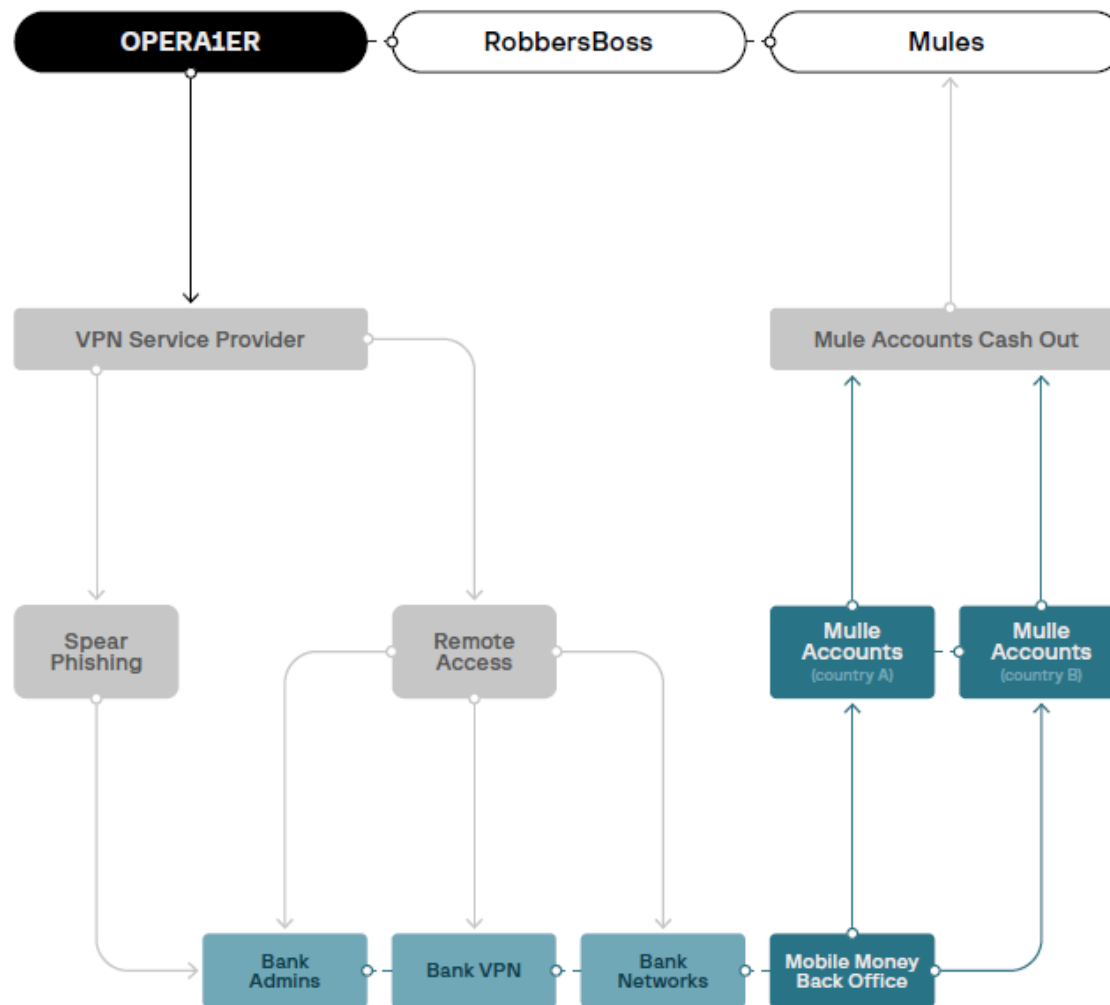 OPERA1ER
RobbersBoss
Mules
VPN Service Provider
Mule Accounts Cash Out
Spear
Phishing
Remote
Access
Mulle
Accounts
(country A)
Mulle
Accounts
(country B)
Bank
Admins
Bank VPN
Bank
Networks
Mobile Money
Back Office